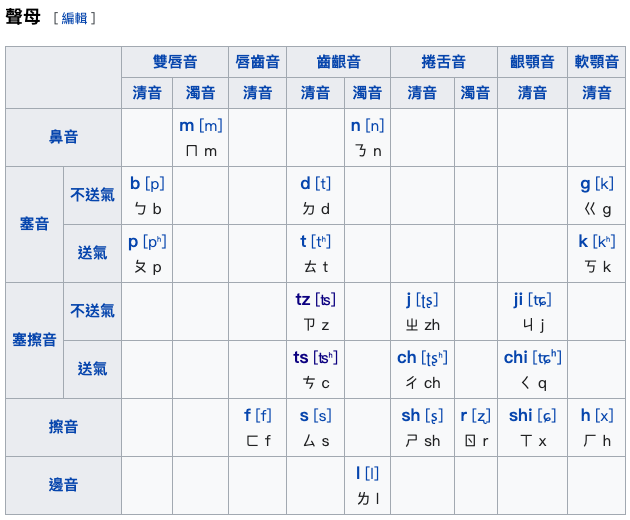 聲母 [編輯]
雙唇音 唇齒音 齒齦音 捲舌音 齦顎音 軟顎音
清音 濁音 清音 清音 濁音 清音 濁音 清音 清音
鼻音
m [m]
ㄇ m
n [n]
ㄋ n
塞音
不送氣
b [p]
ㄅ b
d [t]
ㄉ d
g [k]
ㄍ g
送氣
p [pʰ]
ㄆ p
t [tʰ]
ㄊ t
k [kʰ]
ㄎ k
塞擦音
不送氣
tz [ʦ]
ㄗ z
j [ʈʂ]
ㄓ zh
ji [ʨ]
ㄐ j
送氣
ts [ʦʰ]
ㄘ c
ch [ʈʂʰ]
ㄔ ch
chi [ʨʰ]
ㄑ q
擦音
f [f]
ㄈ f
s [s]
ㄙ s
sh [ʂ]
ㄕ sh
r [ʐ]
ㄖ r
shi [ɕ]
ㄒ x
h [x]
ㄏ h
邊音
l [l]
ㄌ l